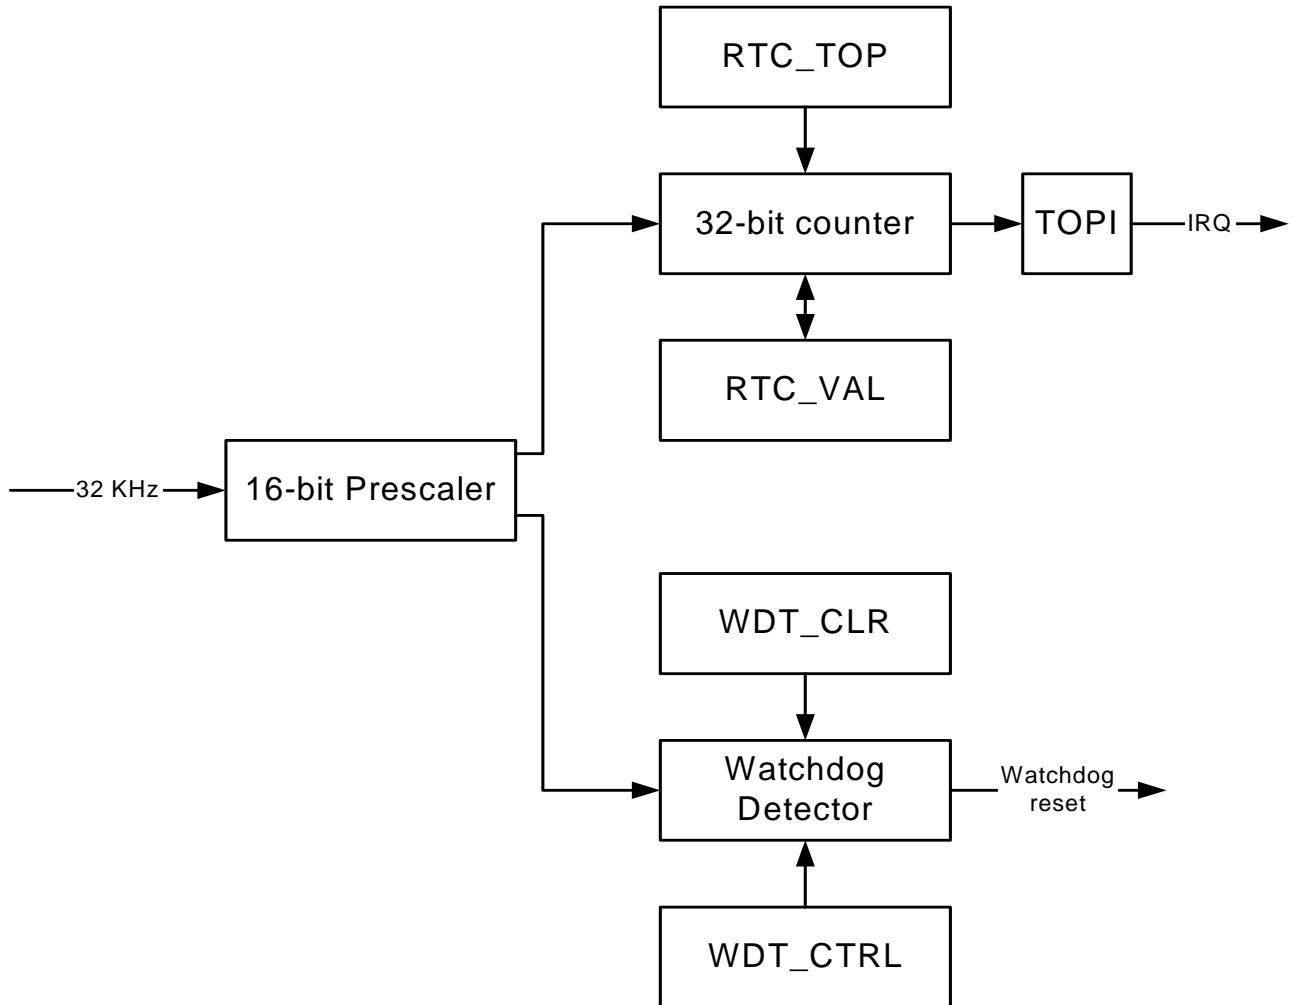 RTC_TOP
32-bit counter
TOPI
IRQ
RTC_VAL
32 KHz
16-bit Prescaler
WDT_CLR
Watchdog
Detector
Watchdog
reset
WDT_CTRL